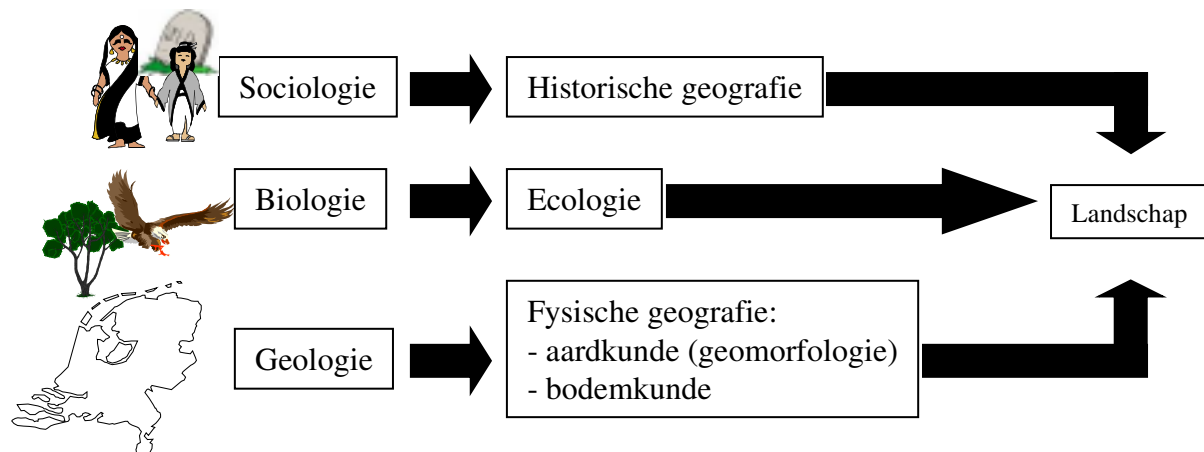 Sociologie
Historische geografie
Biologie
Ecologie
Landschap
Geologie
Fysische geografie:
- aardkunde (geomorfologie)
- bodemkunde